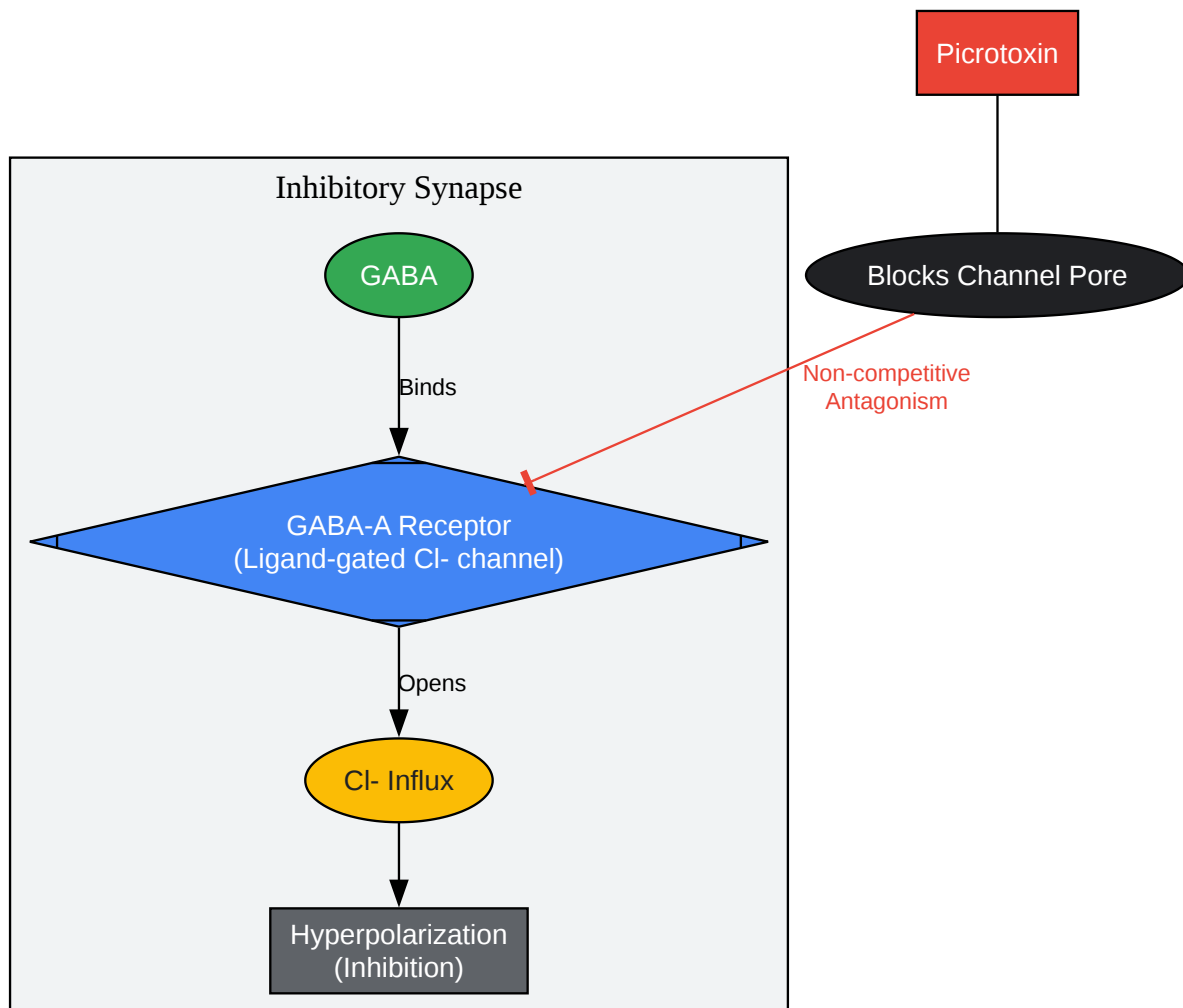 Picrotoxin
Inhibitory Synapse
GABA
Blocks Channel Pore
Binds
Non-competitive
Antagonism
GABA-A Receptor
(Ligand-gated Cl- channel)
Opens
Cl- Influx
Hyperpolarization
(Inhibition)